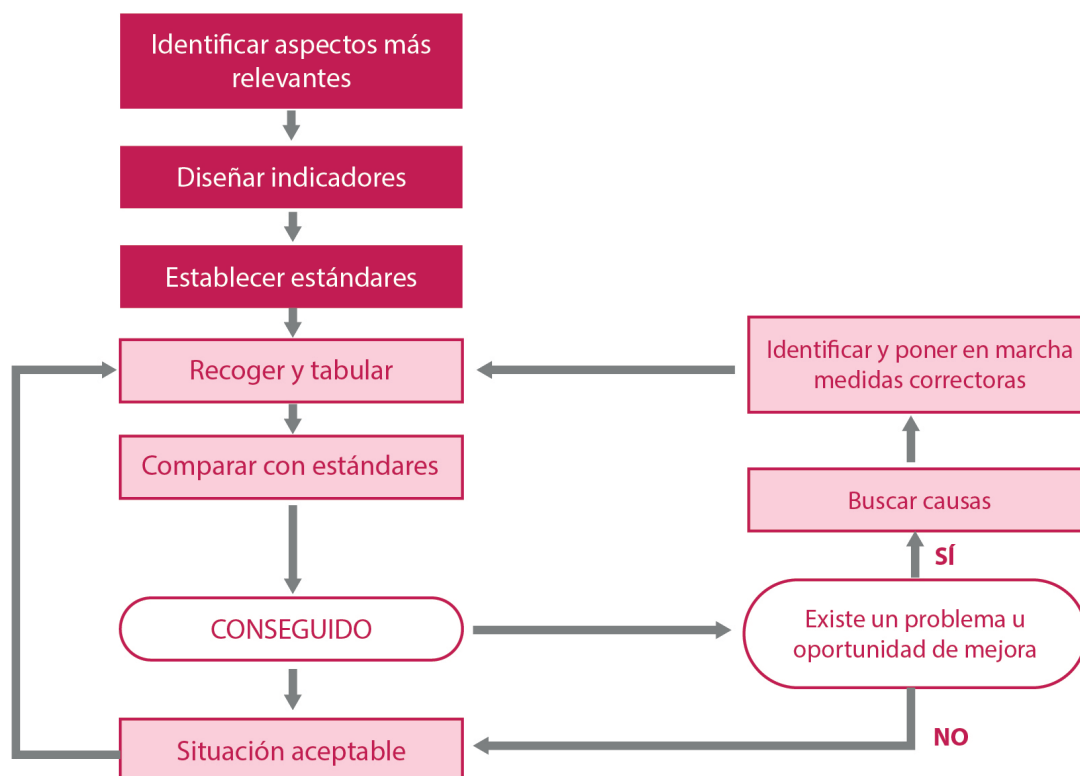 Identificar aspectos más
relevantes
Diseñar indicadores
Establecer estándares
Recoger y tabular
Comparar con estándares
CONSEGUIDO
Situación aceptable
Identificar y poner en marcha
medidas correctoras
Buscar causas
SÍ
Existe un problema u
oportunidad de mejora
NO